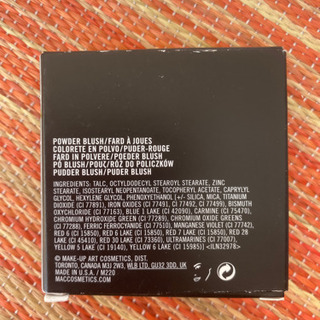 POWDER BLUSH/FARD À JOUES
COLORETE EN POLVO/PUDER-ROUGE
FARD IN POLVERE/POEDER BLUSH
PÓ BLUSH/POUC/RÓŻ DO POLICZKÓW
PUDDER BLUSH/PUDER BLUSH
INGREDIENTS: TALC, OCTYLDODECYL STEAROYL STEARATE, ZINC
STEARATE, ISOSTEARYL NEOPENTANOATE, TOCOPHERYL ACETATE, CAPRYLYL
GLYCOL, HEXYLENE GLYCOL, PHENOXYETHANOL, [+/- SILICA, MICA, TITANIUM
DIOXIDE (CI 77891), IRON OXIDES (CI 77491, CI 77492, CI 77499), BISMUTH
OXYCHLORIDE (CI 77163), BLUE 1 LAKE (CI 42090), CARMINE (CI 75470),
CHROMIUM HYDROXIDE GREEN (CI 77289), CHROMIUM OXIDE GREENS
(CI 77288), FERRIC FERROCYANIDE (CI 77510), MANGANESE VIOLET (CI 77742),
RED 6 (CI 15850), RED 6 LAKE (CI 15850), RED 7 LAKE (CI 15850), RED 28
LAKE (CI 45410), RED 30 LAKE (CI 73360), ULTRAMARINES (CI 77007),
YELLOW 5 LAKE (CI 19140), YELLOW 6 LAKE (CI 15985)] <ILN32978>
© MAKE-UP ART COSMETICS. DIST.
TORONTO, CANADA M3J 2W3, WLB LTD, GU32 3DD, UK
MADE IN U.S.A. / M220
MACCOSMETICS.COM